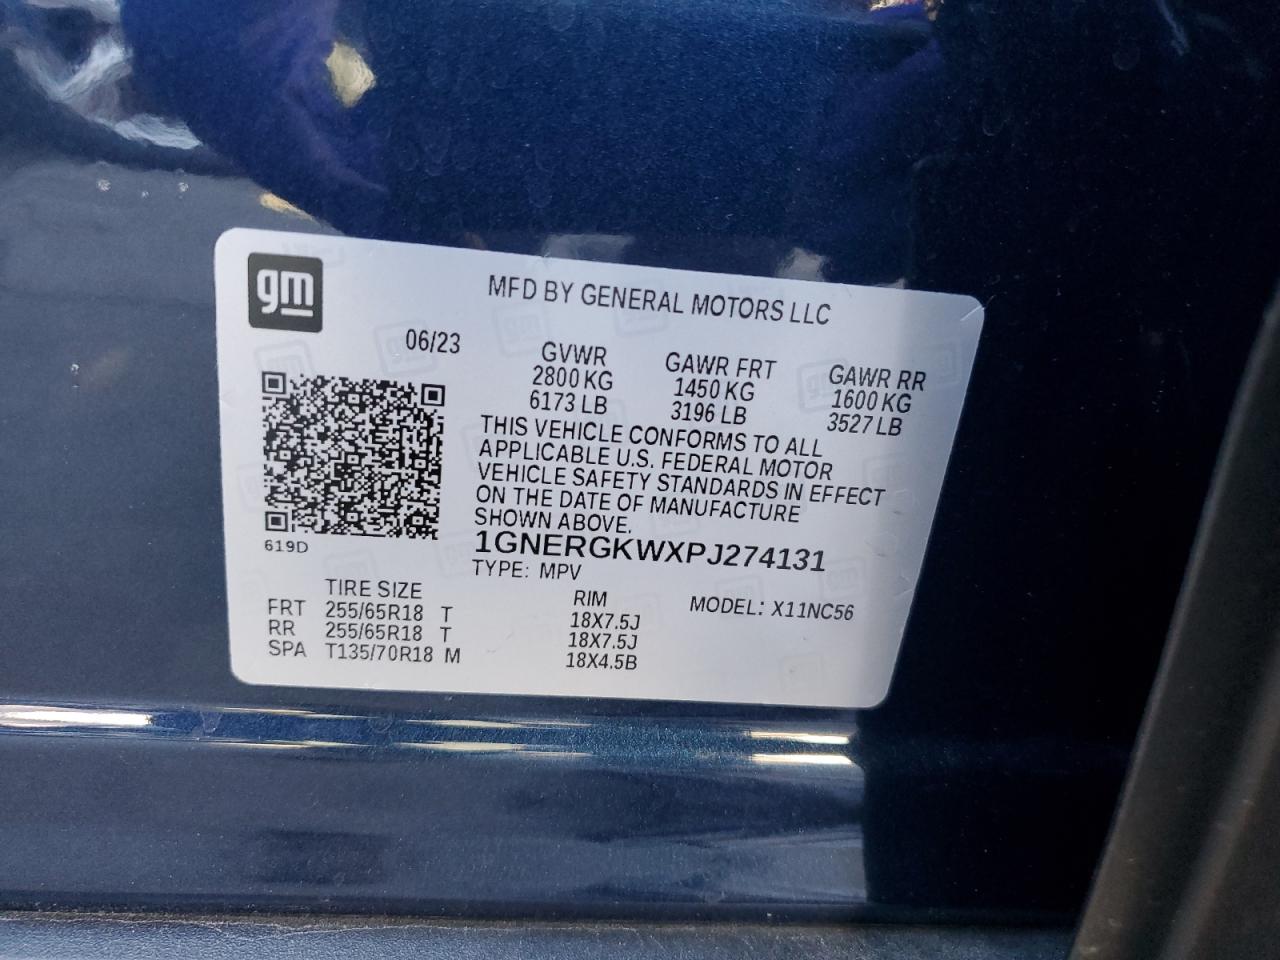 gm
MFD BY GENERAL MOTORS LLC
06/23
GVWR
2800 KG
6173 LB
GAWR FRT
1450 KG
3196 LB
GAWR RR
1600 KG
3527 LB
THIS VEHICLE CONFORMS TO ALL
APPLICABLE U.S. FEDERAL MOTOR
VEHICLE SAFETY STANDARDS IN EFFECT
ON THE DATE OF MANUFACTURE
SHOWN ABOVE.
1GNERGKWXPJ274131
TYPE: MPV
619D
MODEL: X11NC56
TIRE SIZE RIM
FRT 255/65R18 T 18X7.5J
RR 255/65R18 T 18X7.5J
SPA T135/70R18 M 18X4.5B